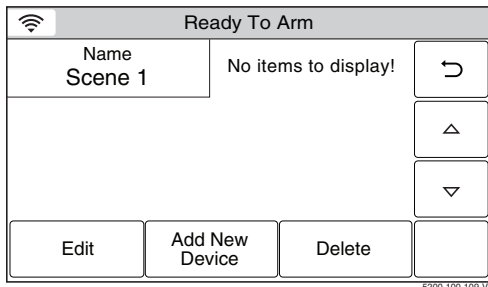 Ready To Arm
Name
Scene 1
No items to display!
Edit
Add New
Device
Delete